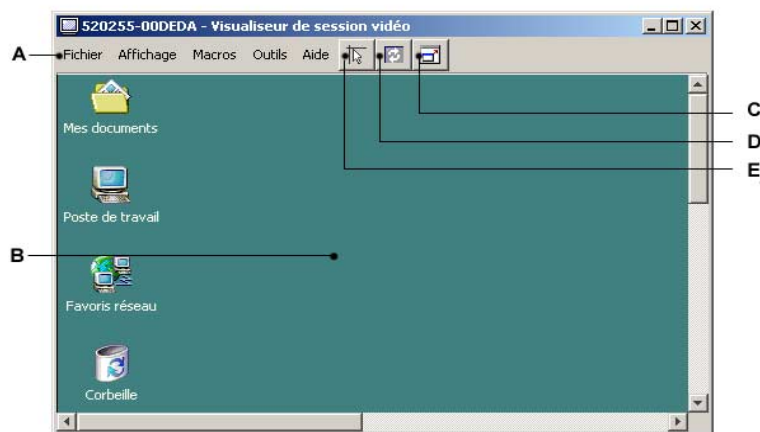 520255-00DEDA - Visualiseur de session vidéo
A
Fichier Affichage Macros Outils Aide
Mes documents
C
D
E
Poste de travail
B
Favoris réseau
Corbeille